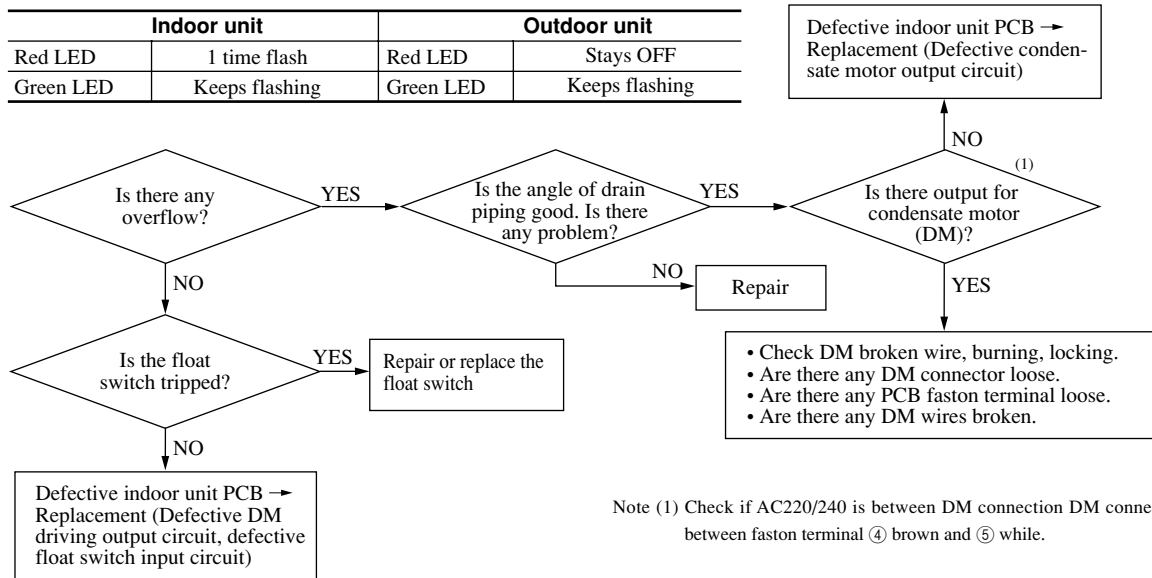 Indoor unit Outdoor unit
Red LED 1 time flash Red LED Stays OFF
Green LED Keeps flashing Green LED Keeps flashing
Defective indoor unit PCB →
Replacement (Defective conden-
sate motor output circuit)
NO
(1)
Is there any
overflow?
YES
Is the angle of drain
piping good. Is there
any problem?
YES
Is there output for
condensate motor
(DM)?
NO
NO
Repair
YES
Is the float
switch tripped?
YES
Repair or replace the
float switch
• Check DM broken wire, burning, locking.
• Are there any DM connector loose.
• Are there any PCB faston terminal loose.
• Are there any DM wires broken.
NO
Defective indoor unit PCB →
Replacement (Defective DM
driving output circuit, defective
float switch input circuit)
Note (1) Check if AC220/240 is between DM connection DM conne
between faston terminal ④ brown and ⑤ while.